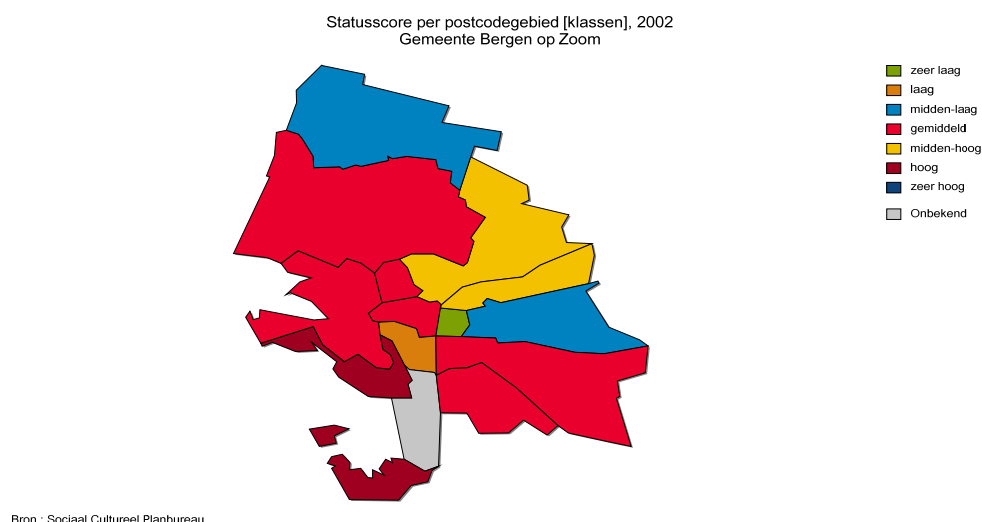 Statusscore per postcodegebied [klassen], 2002
Gemeente Bergen op Zoom
zeer laag
laag
midden-laag
gemiddeld
midden-hoog
hoog
zeer hoog
Onbekend
Bron : Sociaal Cultureel Planbureau